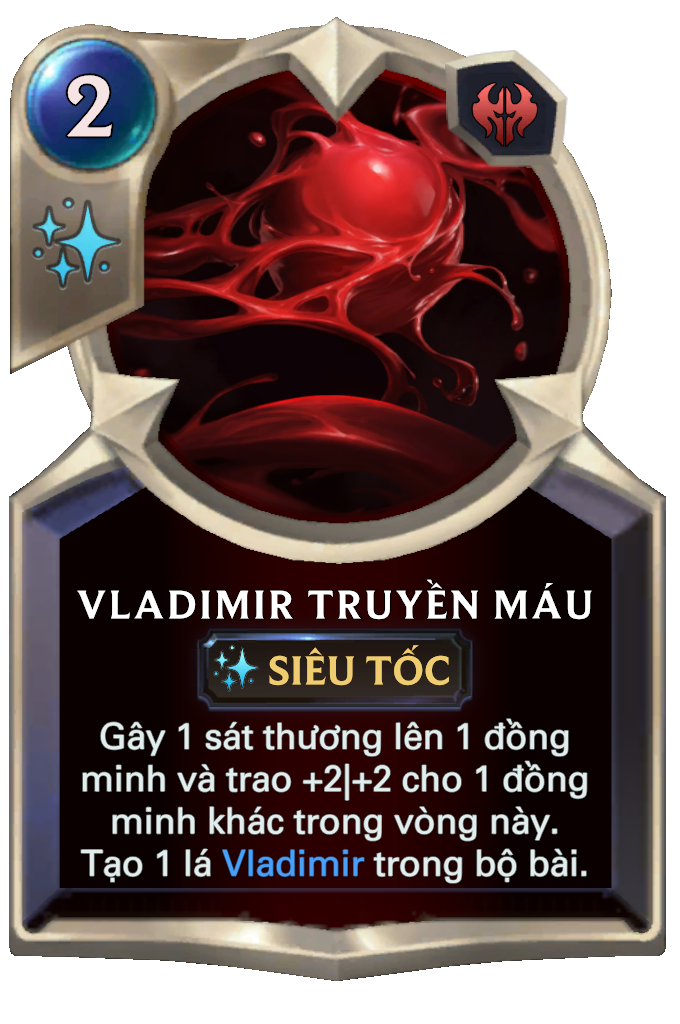 2
VLADIMIR TRUYỀN MÁU
SIÊU TỐC
Gây 1 sát thương lên 1 đồng
minh và trao +2|+2 cho 1 đồng
minh khác trong vòng này.
Tạo 1 lá Vladimir trong bộ bài.